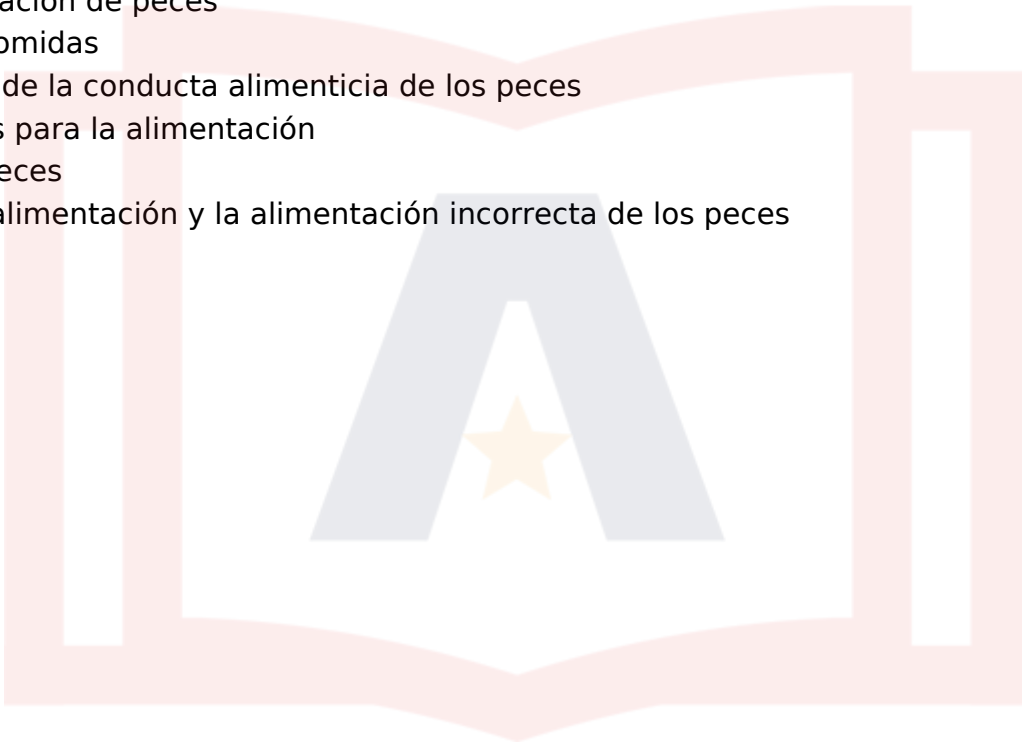 ación de peces
omidas
de la conducta alimenticia de los peces
s para la alimentación
eces
alimentación y la alimentación incorrecta de los peces